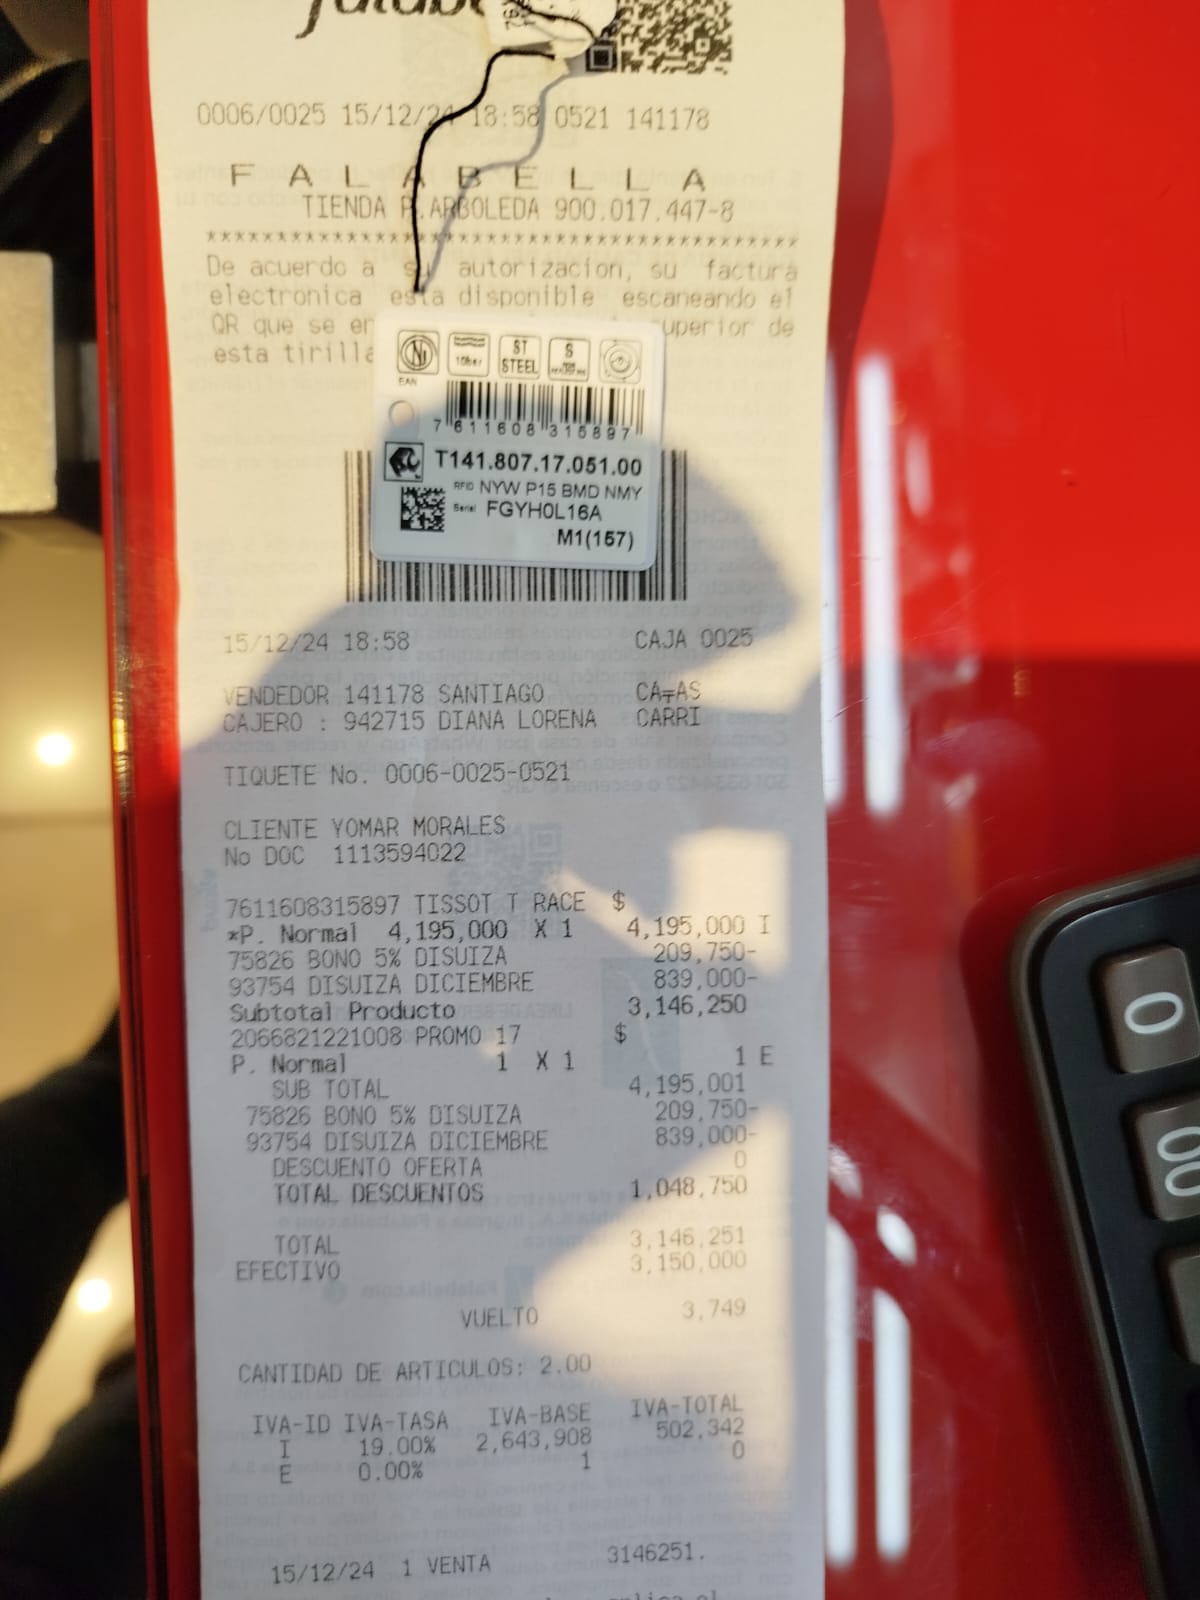 0006/0025 15/12/24 18:58 0521 141178
F A L A B E L L A
TIENDA P.ARBOLEDA 900.017.447-8
******************************************
De acuerdo a su autorizacion, su factura
electronica esta disponible escaneando el
QR que se en superior de
esta tirilla
ST STEEL
EAN
7 611608 315897
T141.807.17.051.00
RFID NYW P15 BMD NMY
Serial FGYH0L16A
M1(157)
15/12/24 18:58 CAJA 0025
VENDEDOR 141178 SANTIAGO
CAJERO : 942715 DIANA LORENA CARRI
TIQUETE No. 0006-0025-0521
CLIENTE YOMAR MORALES
No DOC 1113594022
7611608315897 TISSOT T RACE $
*P. Normal 4,195,000 X 1 4,195,000 I
75826 BONO 5% DISUIZA 209,750-
93754 DISUIZA DICIEMBRE 839,000-
Subtotal Producto 3,146,250
2066821221008 PROMO 17 $
P. Normal 1 X 1 1 E
SUB TOTAL 4,195,001
75826 BONO 5% DISUIZA 209,750-
93754 DISUIZA DICIEMBRE 839,000-
DESCUENTO OFERTA 0
TOTAL DESCUENTOS 1,048,750
TOTAL 3,146,251
EFECTIVO 3,150,000
VUELTO 3,749
CANTIDAD DE ARTICULOS: 2.00
IVA-ID IVA-TASA IVA-BASE IVA-TOTAL
I 19.00% 2,643,908 502,342
E 0.00% 1 0
15/12/24 1 VENTA 3146251.
0
00